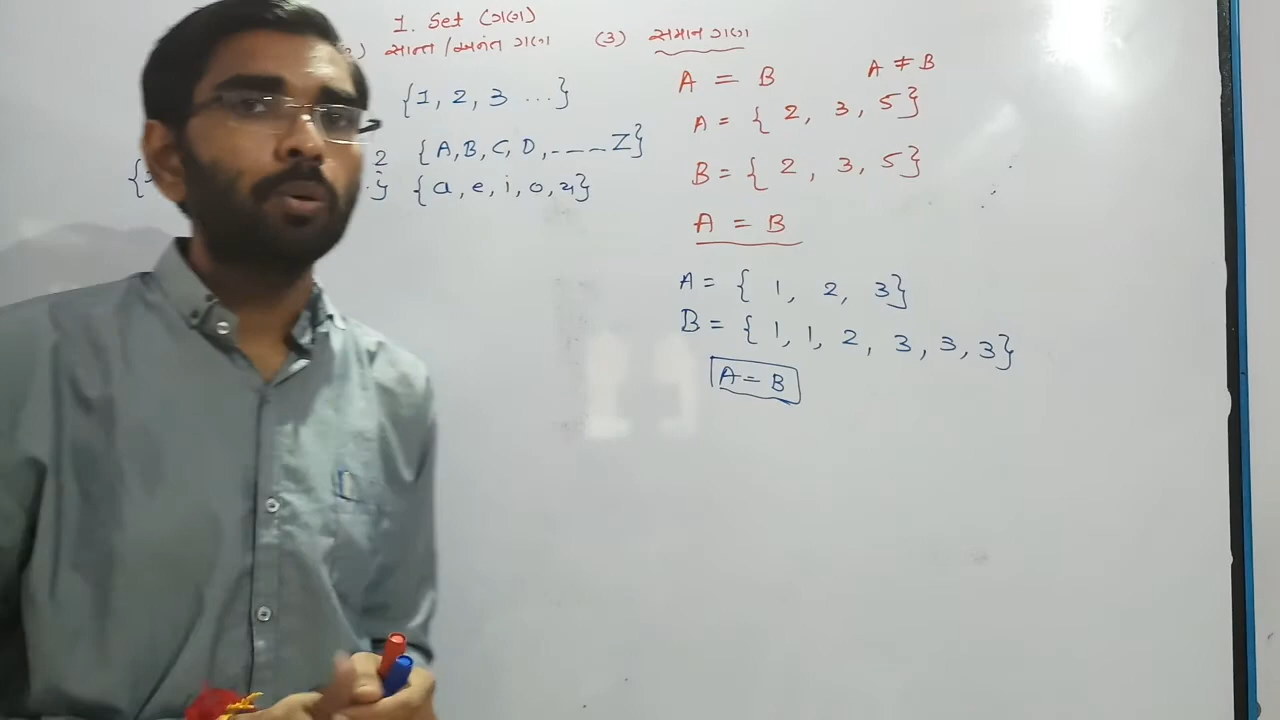 1. Set (ગણ)
) સાન્ત /અનંત ગણ (3) સમાન ગણ
A = B A ≠ B
{1, 2, 3 ...}
A = { 2, 3, 5}
2 { A, B, C, D, ---- Z}
B = { 2, 3, 5}
{ a, e, i, o, u}
A = B
A = { 1, 2, 3}
B = { 1, 1, 2, 3, 3, 3}
A = B